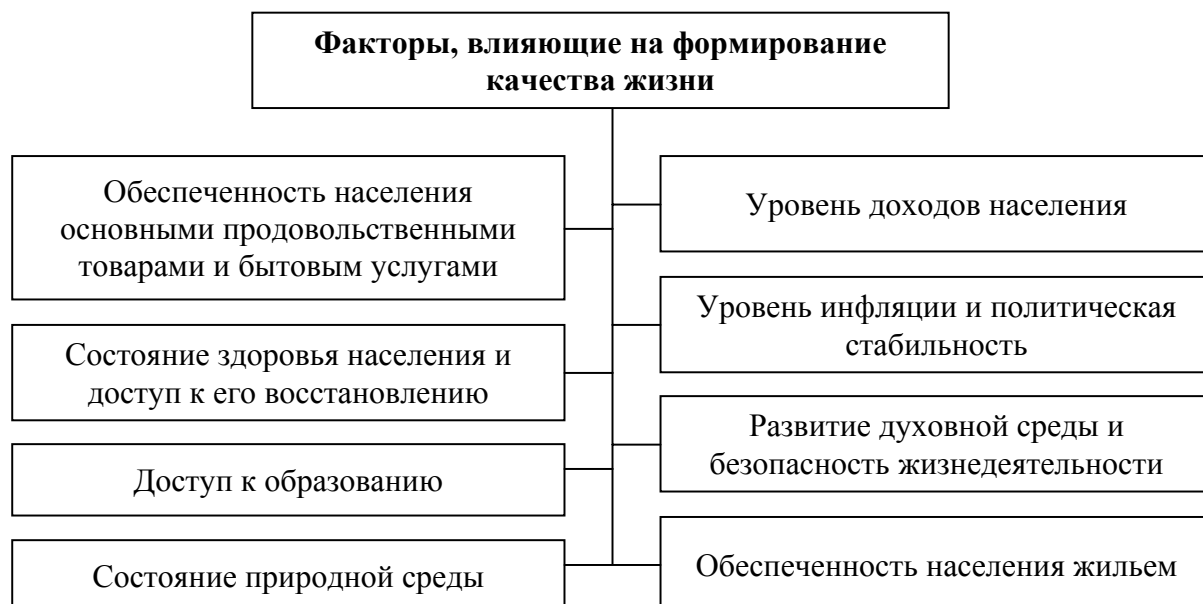 Факторы, влияющие на формирование
качества жизни
Обеспеченность населения
основными продовольственными
товарами и бытовым услугами
Состояние здоровья населения и
доступ к его восстановлению
Доступ к образованию
Состояние природной среды
Уровень доходов населения
Уровень инфляции и политическая
стабильность
Развитие духовной среды и
безопасность жизнедеятельности
Обеспеченность населения жильем